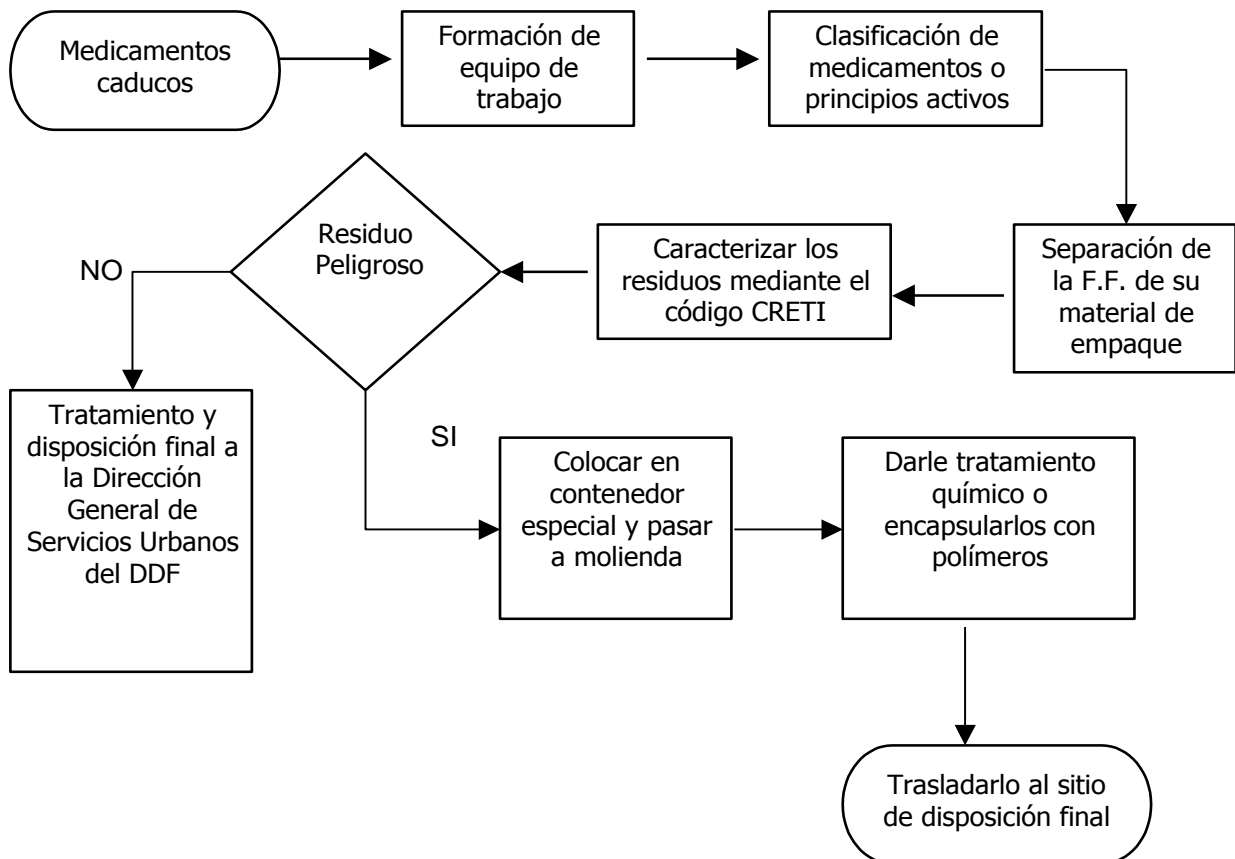 Medicamentos
caducos
Formación de
equipo de
trabajo
Clasificación de
medicamentos o
principios activos
Separación de
la F.F. de su
material de
empaque
Caracterizar los
residuos mediante el
código CRETI
Residuo
Peligroso
NO
Tratamiento y
disposición final a
la Dirección
General de
Servicios Urbanos
del DDF
SI
Colocar en
contenedor
especial y pasar
a molienda
Darle tratamiento
químico o
encapsularlos con
polímeros
Trasladarlo al sitio
de disposición final